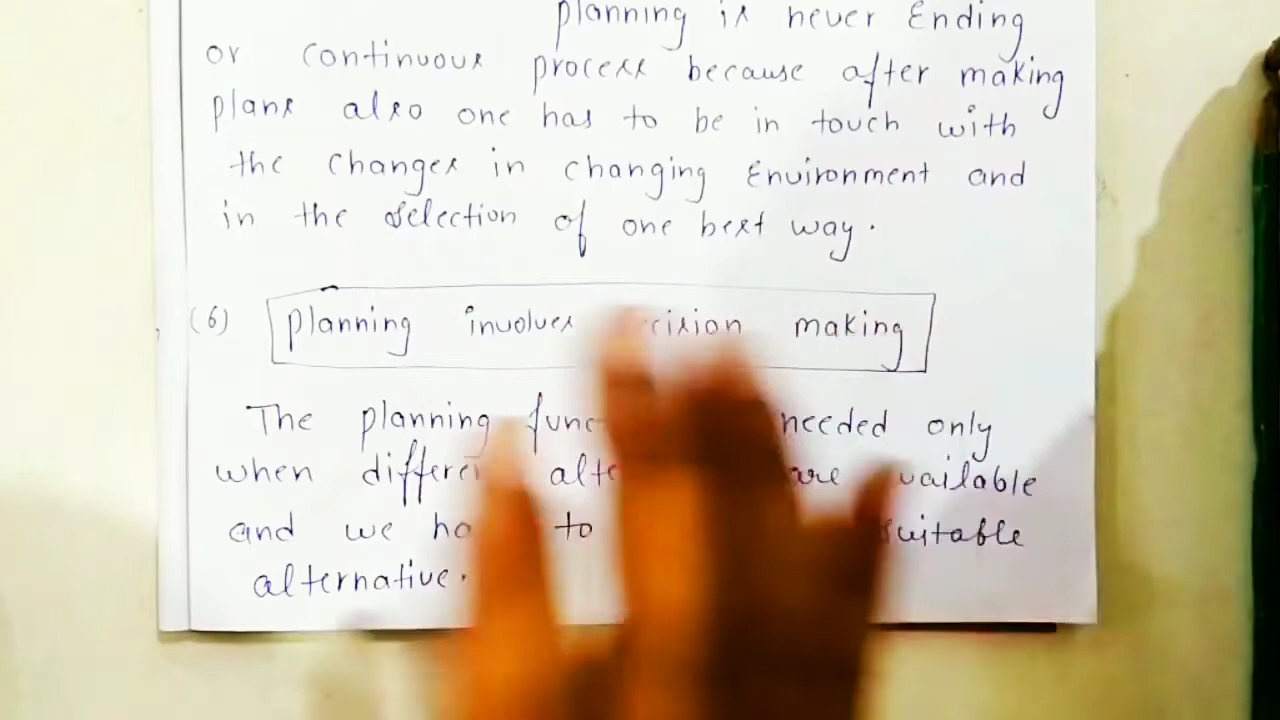 planning is never Ending
or continuous process because after making
plans also one has to be in touch with
the changes in changing Environment and
in the selection of one best way.
(6) planning involves making
The planning needed only
when are available
and we to suitable
alternative.